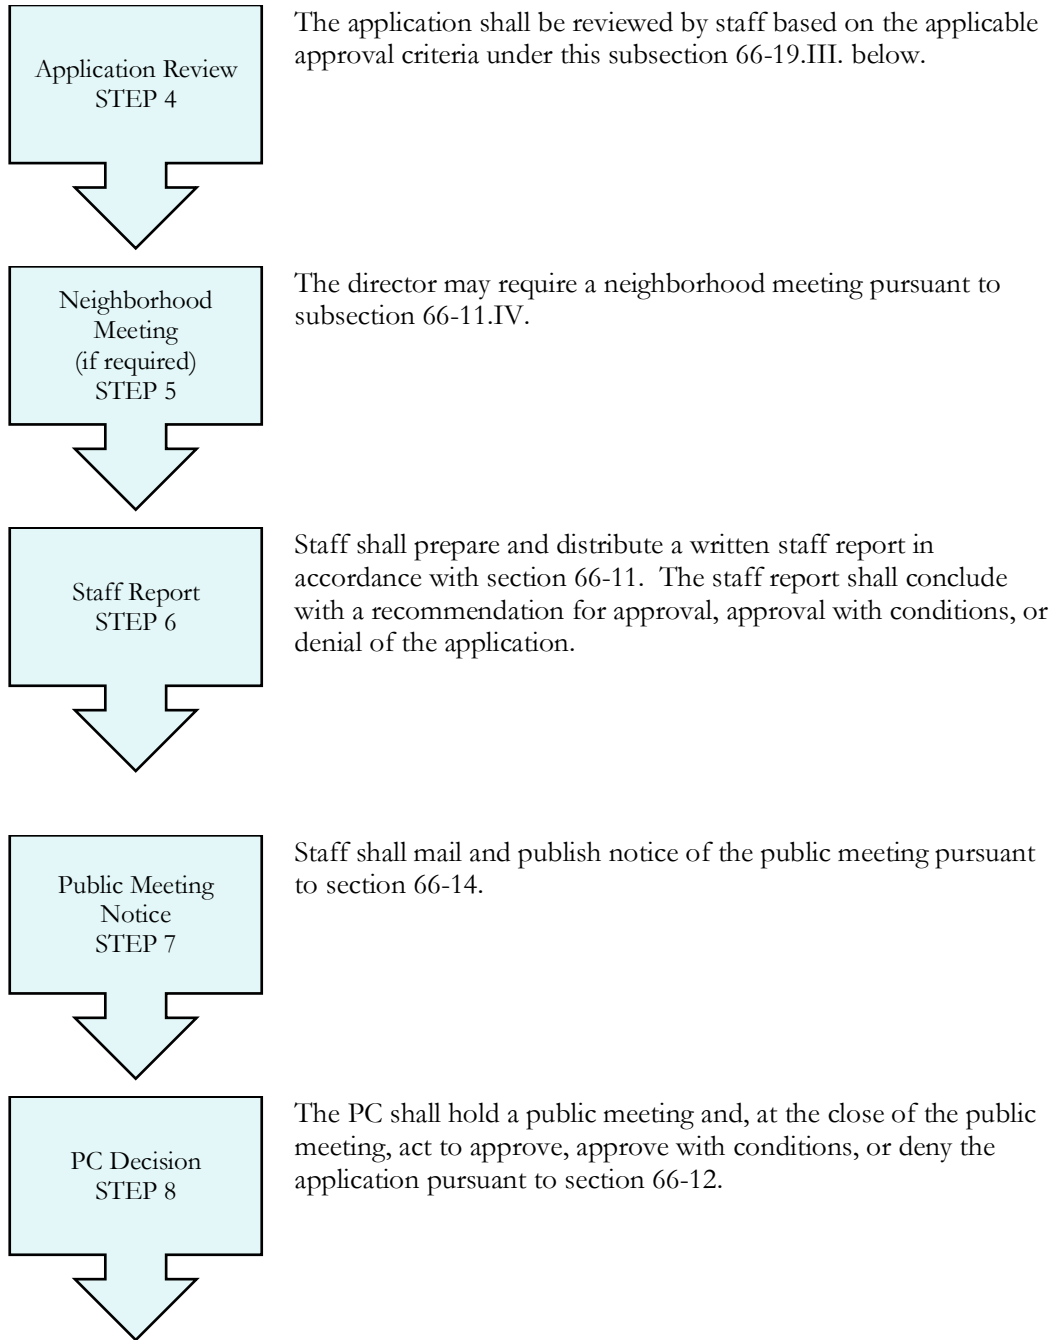 Application Review
STEP 4
The application shall be reviewed by staff based on the applicable
approval criteria under this subsection 66-19.III. below.
Neighborhood
Meeting
(if required)
STEP 5
The director may require a neighborhood meeting pursuant to
subsection 66-11.IV.
Staff Report
STEP 6
Staff shall prepare and distribute a written staff report in
accordance with section 66-11.  The staff report shall conclude
with a recommendation for approval, approval with conditions, or
denial of the application.
Public Meeting
Notice
STEP 7
Staff shall mail and publish notice of the public meeting pursuant
to section 66-14.
PC Decision
STEP 8
The PC shall hold a public meeting and, at the close of the public
meeting, act to approve, approve with conditions, or deny the
application pursuant to section 66-12.